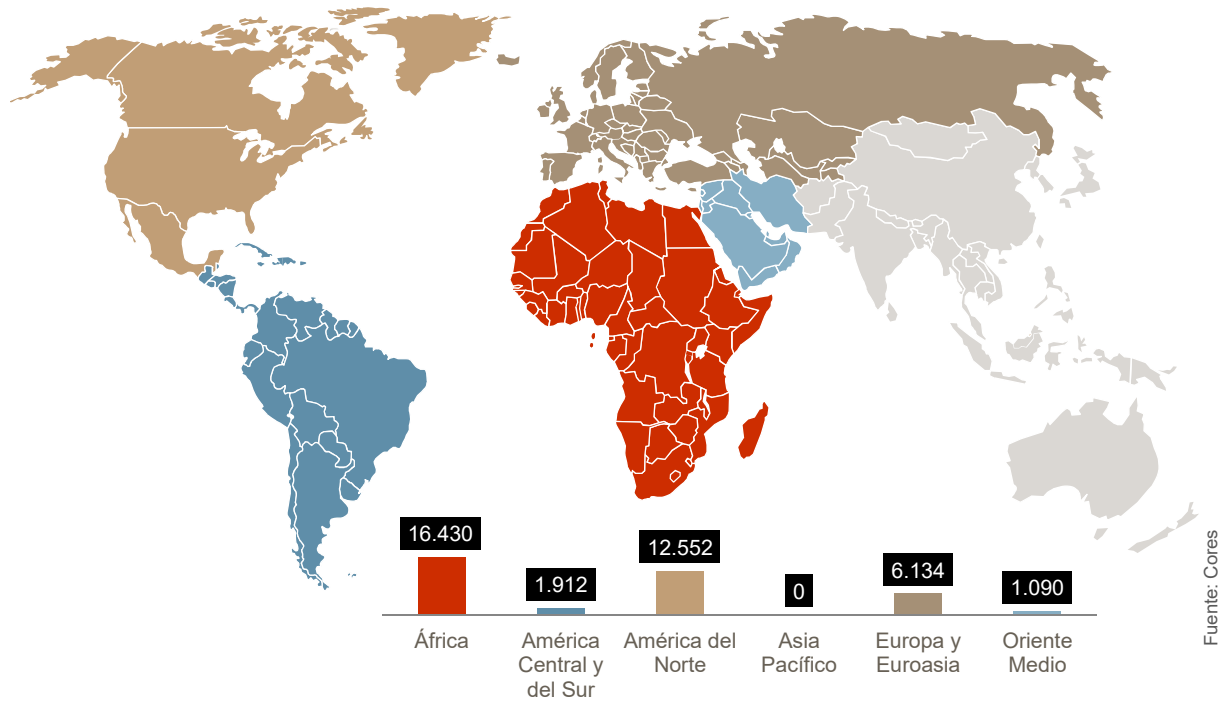 16.430
1.912
12.552
0
6.134
1.090
África
América
Central y
del Sur
América del
Norte
Asia
Pacífico
Europa y
Euroasia
Oriente
Medio
Fuente: Cores